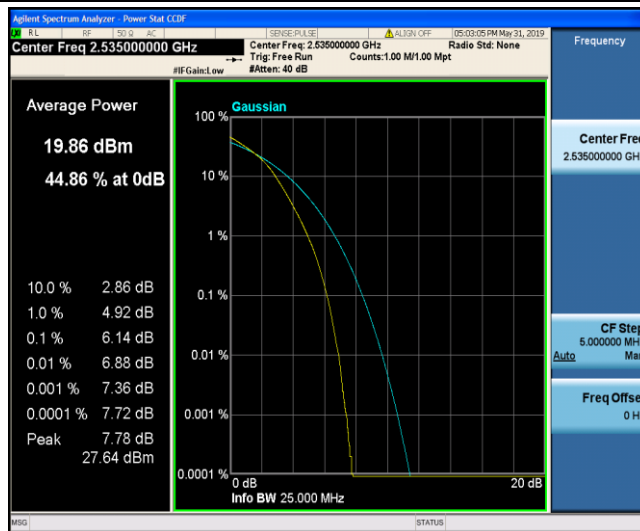 Agilent Spectrum Analyzer - Power Stat CCDF
RL RF 50 Ω AC SENSE:PULSE ALIGN OFF 05:03:05 PM May 31, 2019
Center Freq 2.535000000 GHz
Center Freq: 2.535000000 GHz Radio Std: None
Trig: Free Run Counts:1.00 M/1.00 Mpt
#IFGain:Low #Atten: 40 dB
Frequency
Average Power
19.86 dBm
44.86 % at 0dB
10.0 % 2.86 dB
1.0 % 4.92 dB
0.1 % 6.14 dB
0.01 % 6.88 dB
0.001 % 7.36 dB
0.0001 % 7.72 dB
Peak 7.78 dB
27.64 dBm
Gaussian
100 %
10 %
1 %
0.1 %
0.01 %
0.001 %
0.0001 %
0 dB 20 dB
Info BW 25.000 MHz
Center Fre
2.535000000 GH
CF Step
5.000000 MH
Auto Ma
Freq Offse
0 H
MSG STATUS